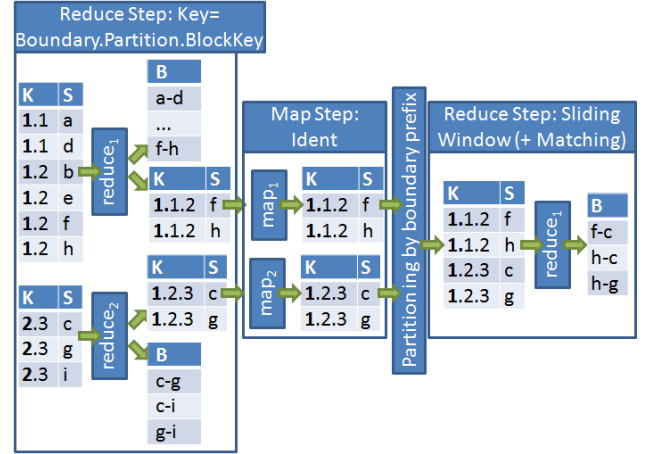 Reduce Step: Key=
Boundary.Partition.BlockKey
K S
1.1 a
1.1 d
1.2 b
1.2 e
1.2 f
1.2 h
reduce1
B
a-d
...
f-h
K S
1.1.2 f
1.1.2 h
K S
2.3 c
2.3 g
2.3 i
reduce2
K S
1.2.3 c
1.2.3 g
B
c-g
c-i
g-i
Map Step:
Ident
map1
K S
1.1.2 f
1.1.2 h
map2
K S
1.2.3 c
1.2.3 g
Partition ing by boundary prefix
Reduce Step: Sliding
Window (+ Matching)
K S
1.1.2 f
1.1.2 h
1.2.3 c
1.2.3 g
reduce1
B
f-c
h-c
h-g